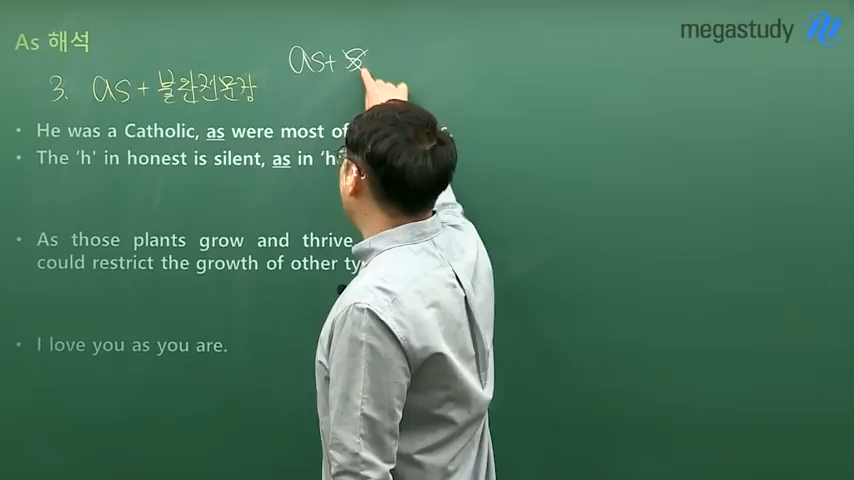 megastudy
As 해석
as+
3. as + 불완전문장
• He was a Catholic, as were most of
• The ‘h' in honest is silent, as in ‘h
• As those plants grow and thrive
could restrict the growth of other ty
• I love you as you are.